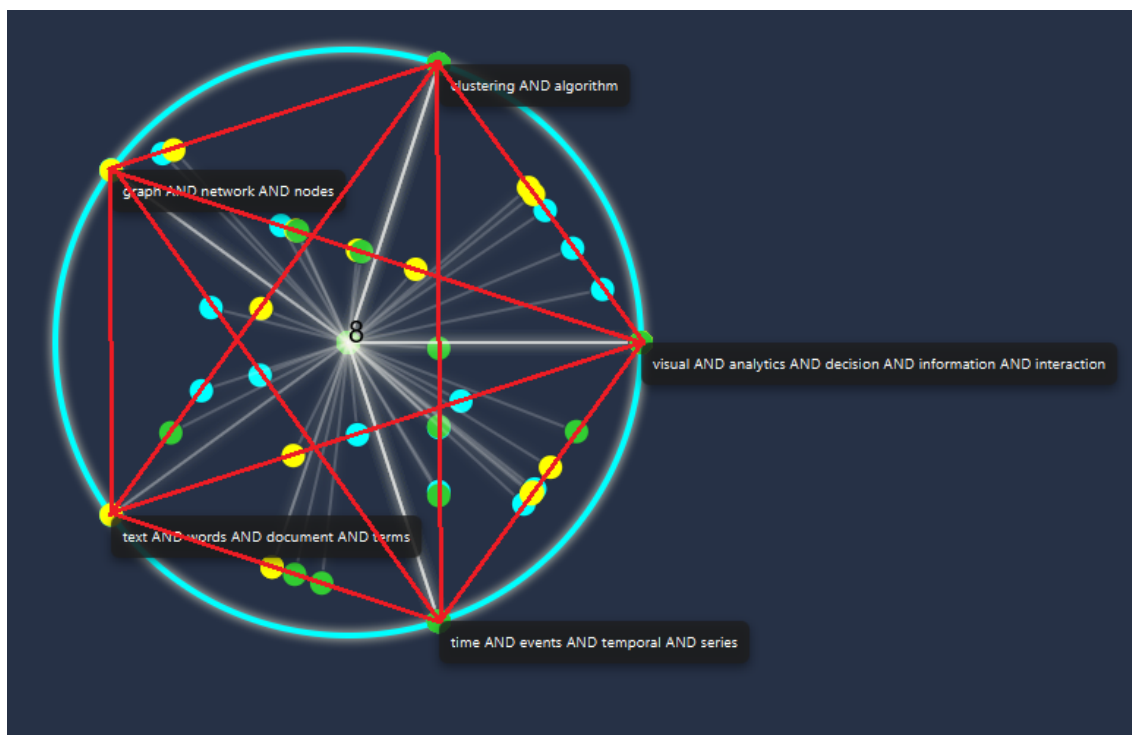 clustering AND algorithm
graph AND network AND nodes
8
visual AND analytics AND decision AND information AND interaction
text AND words AND document AND terms
time AND events AND temporal AND series